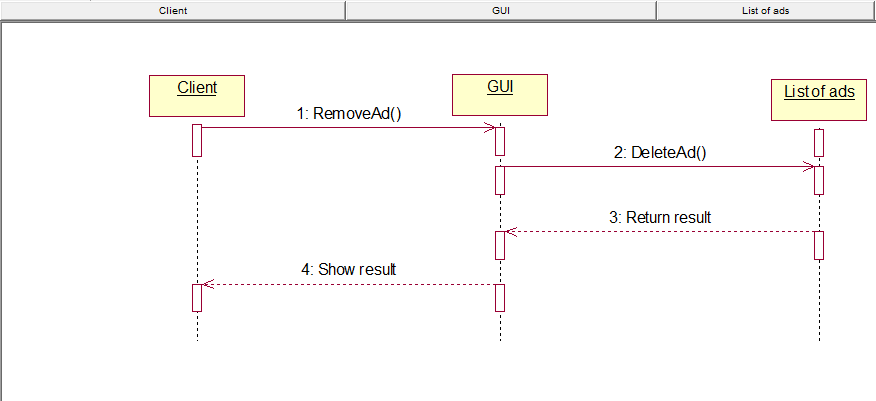 Client
GUI
List of ads
Client
GUI
List of ads
1: RemoveAd()
2: DeleteAd()
3: Return result
4: Show result